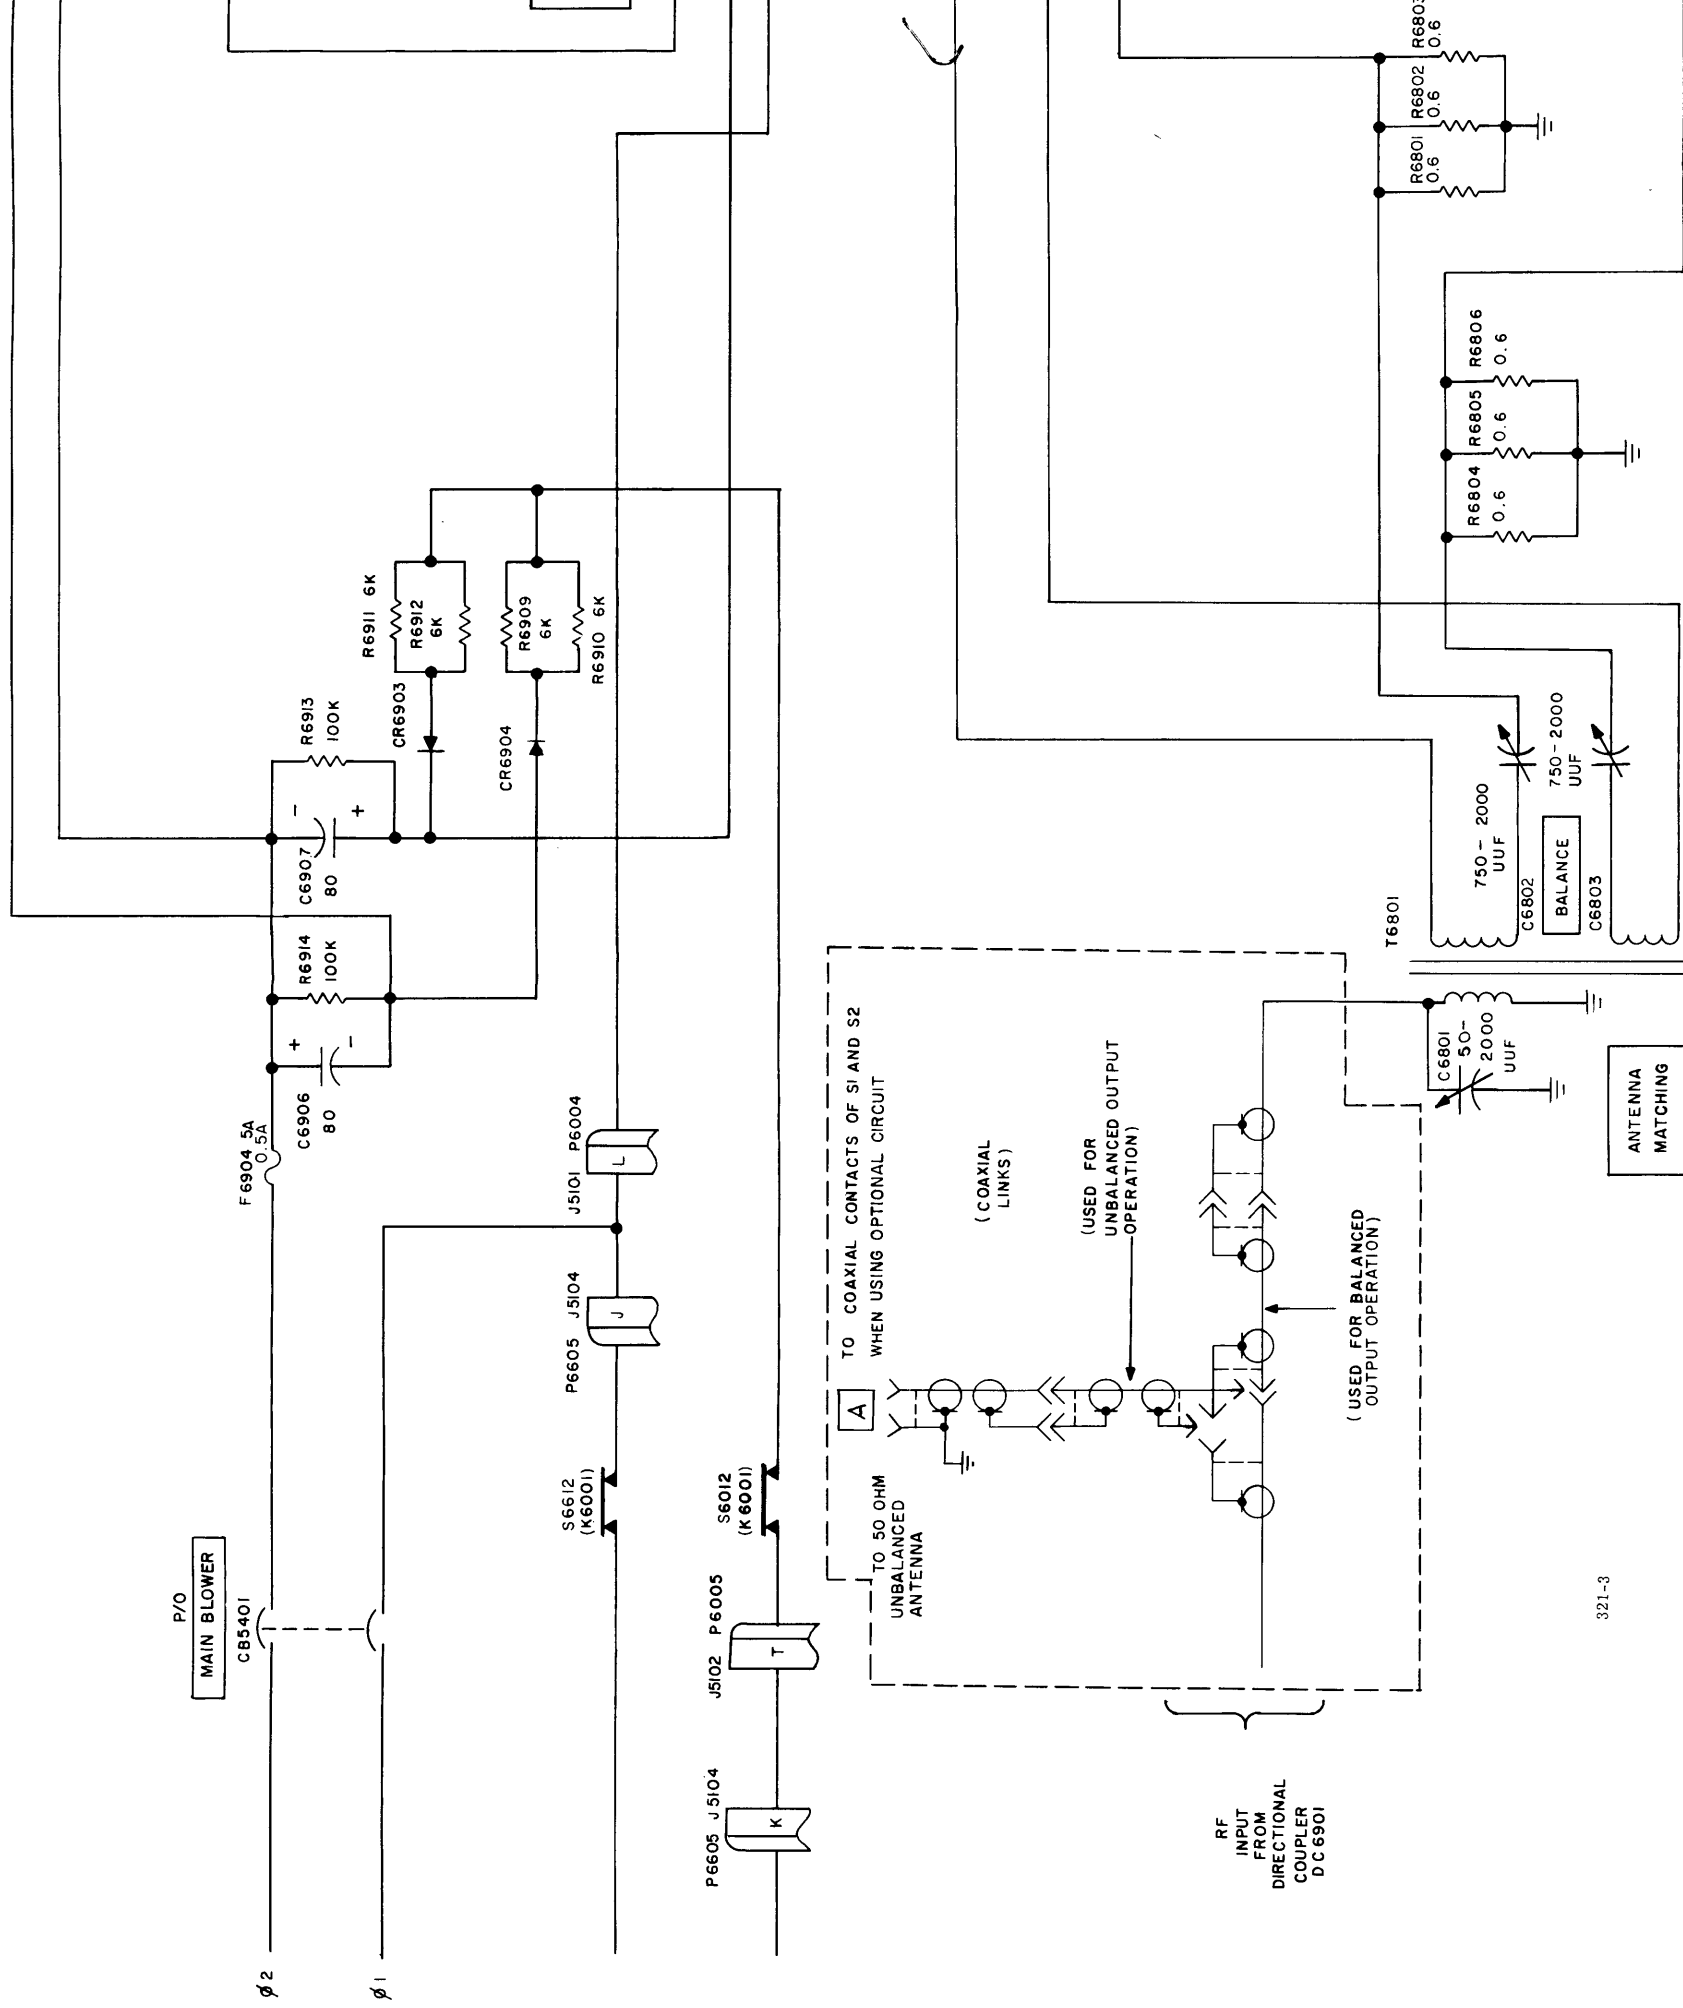 P/O
MAIN BLOWER
CB5401
Ø 2
Ø 1
F6904 .5A
0.5A
C6906
80
+
−
R6914
100K
C6907
80
−
+
R6913
100K
CR6903
R6911 6K
R6912
6K
CR6904
R6909
6K
R6910 6K
S6612
(K6001)
P6605 J5104
J
J5101 P6004
L
P6605 J5104
K
J5102 P6005
T
S6012
(K6001)
TO 50 OHM
UNBALANCED
ANTENNA
A
TO COAXIAL CONTACTS OF S1 AND S2
WHEN USING OPTIONAL CIRCUIT
(COAXIAL
LINKS)
(USED FOR
UNBALANCED OUTPUT
OPERATION)
(USED FOR BALANCED
OUTPUT OPERATION)
RF
INPUT
FROM
DIRECTIONAL
COUPLER
DC6901
C6801
50-
2000
UUF
ANTENNA
MATCHING
T6801
750-2000
UUF
C6802
BALANCE
C6803
750-2000
UUF
R6804
0.6
R6805
0.6
R6806
0.6
R6801
0.6
R6802
0.6
R6803
0.6
321-3